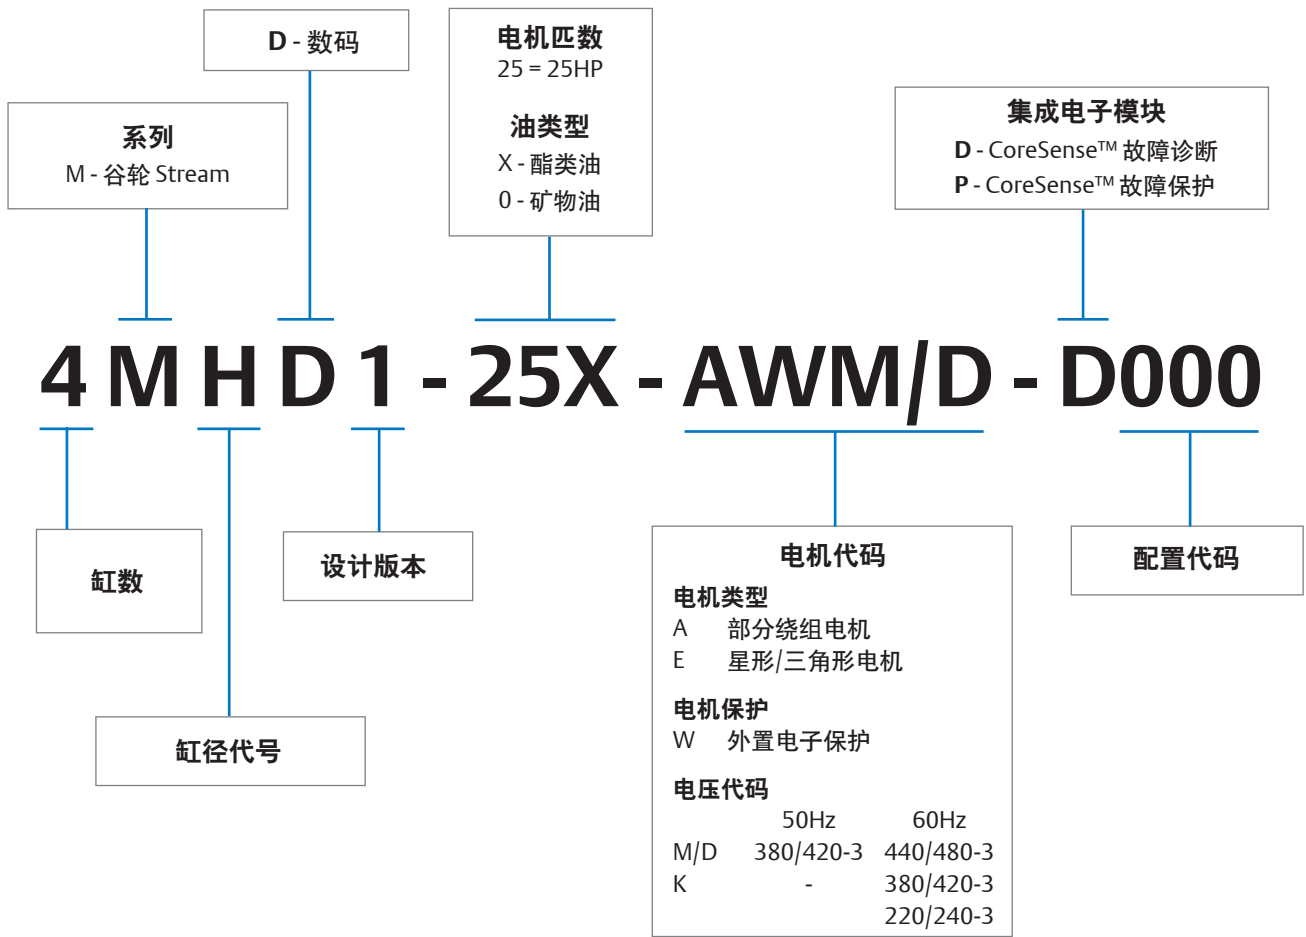 D - 数码
电机匹数
25 = 25HP
油类型
X - 酯类油
0 - 矿物油
系列
M - 谷轮 Stream
集成电子模块
D - CoreSense™ 故障诊断
P - CoreSense™ 故障保护
4 M H D 1 - 25X - AWM/D - D000
缸数
缸径代号
设计版本
电机代码
电机类型
A 部分绕组电机
E 星形/三角形电机
电机保护
W 外置电子保护
电压代码
50Hz 60Hz
M/D 380/420-3 440/480-3
K - 380/420-3
220/240-3
配置代码